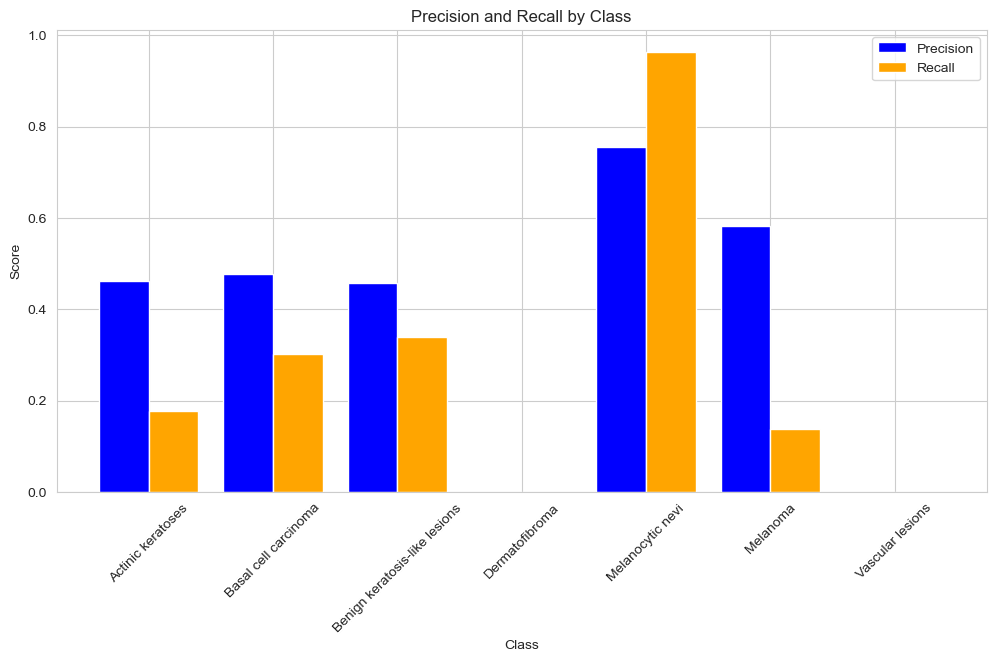 Precision and Recall by Class
Precision
Recall
1.0
0.8
0.6
0.4
0.2
0.0
Score
Actinic keratoses
Basal cell carcinoma
Benign keratosis-like lesions
Dermatofibroma
Melanocytic nevi
Melanoma
Vascular lesions
Class